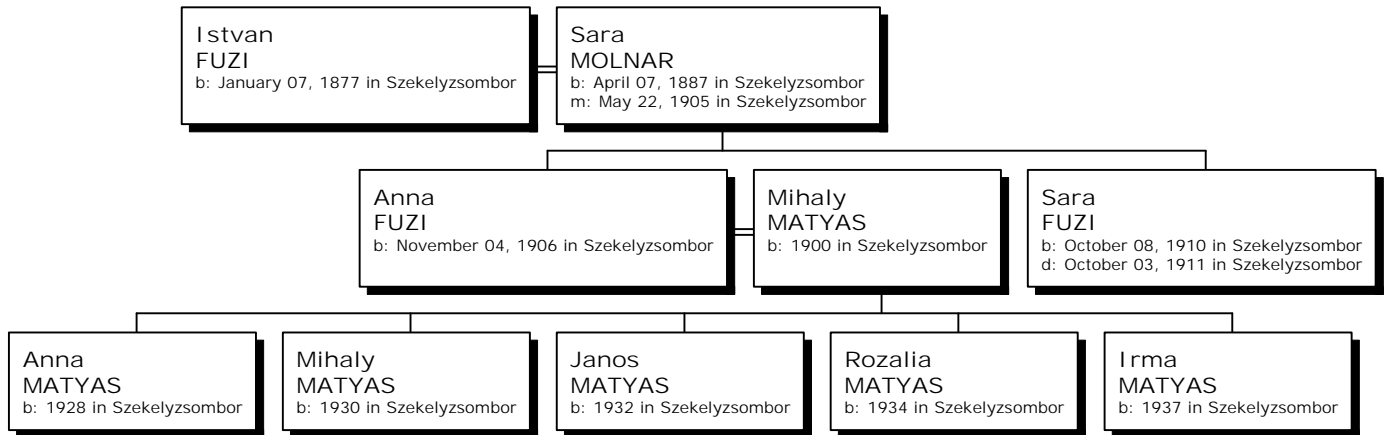 Istvan
FUZI
b: January 07, 1877 in Szekelyzsombor
Sara
MOLNAR
b: April 07, 1887 in Szekelyzsombor
m: May 22, 1905 in Szekelyzsombor
Anna
FUZI
b: November 04, 1906 in Szekelyzsombor
Mihaly
MATYAS
b: 1900 in Szekelyzsombor
Sara
FUZI
b: October 08, 1910 in Szekelyzsombor
d: October 03, 1911 in Szekelyzsombor
Anna
MATYAS
b: 1928 in Szekelyzsombor
Mihaly
MATYAS
b: 1930 in Szekelyzsombor
Janos
MATYAS
b: 1932 in Szekelyzsombor
Rozalia
MATYAS
b: 1934 in Szekelyzsombor
Irma
MATYAS
b: 1937 in Szekelyzsombor